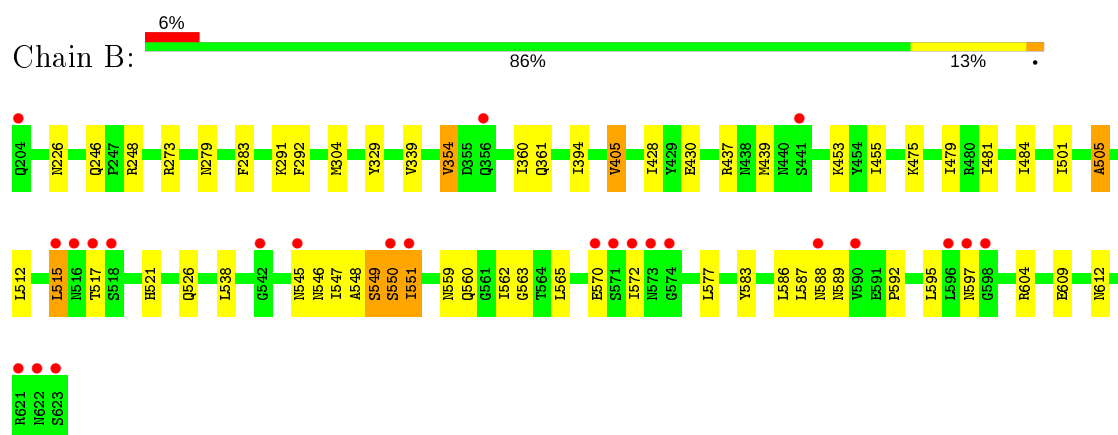 6%
Chain B:
86% 13% •
Q204 N226 Q246 P247 R248 R273 N279 F283 K291 F292 M304 Y329 V339 V354 D355 Q356 I360 Q361 I394 V405 I428 Y429 E430 R437 N438 M439 N440 S441 K453 Y454 I455 K475 I479 R480 I481 I484 I501 A505
L512 L515 N516 T517 S518 H521 Q526 L538 G542 N545 N546 I547 A548 S549 S550 I551 N559 Q560 G561 I562 G563 T564 L565 E570 S571 I572 N573 G574 L577 Y583 L586 L587 N588 N589 V590 E591 P592 L595 L596 N597 G598 R604 E609 N612
R621 N622 S623